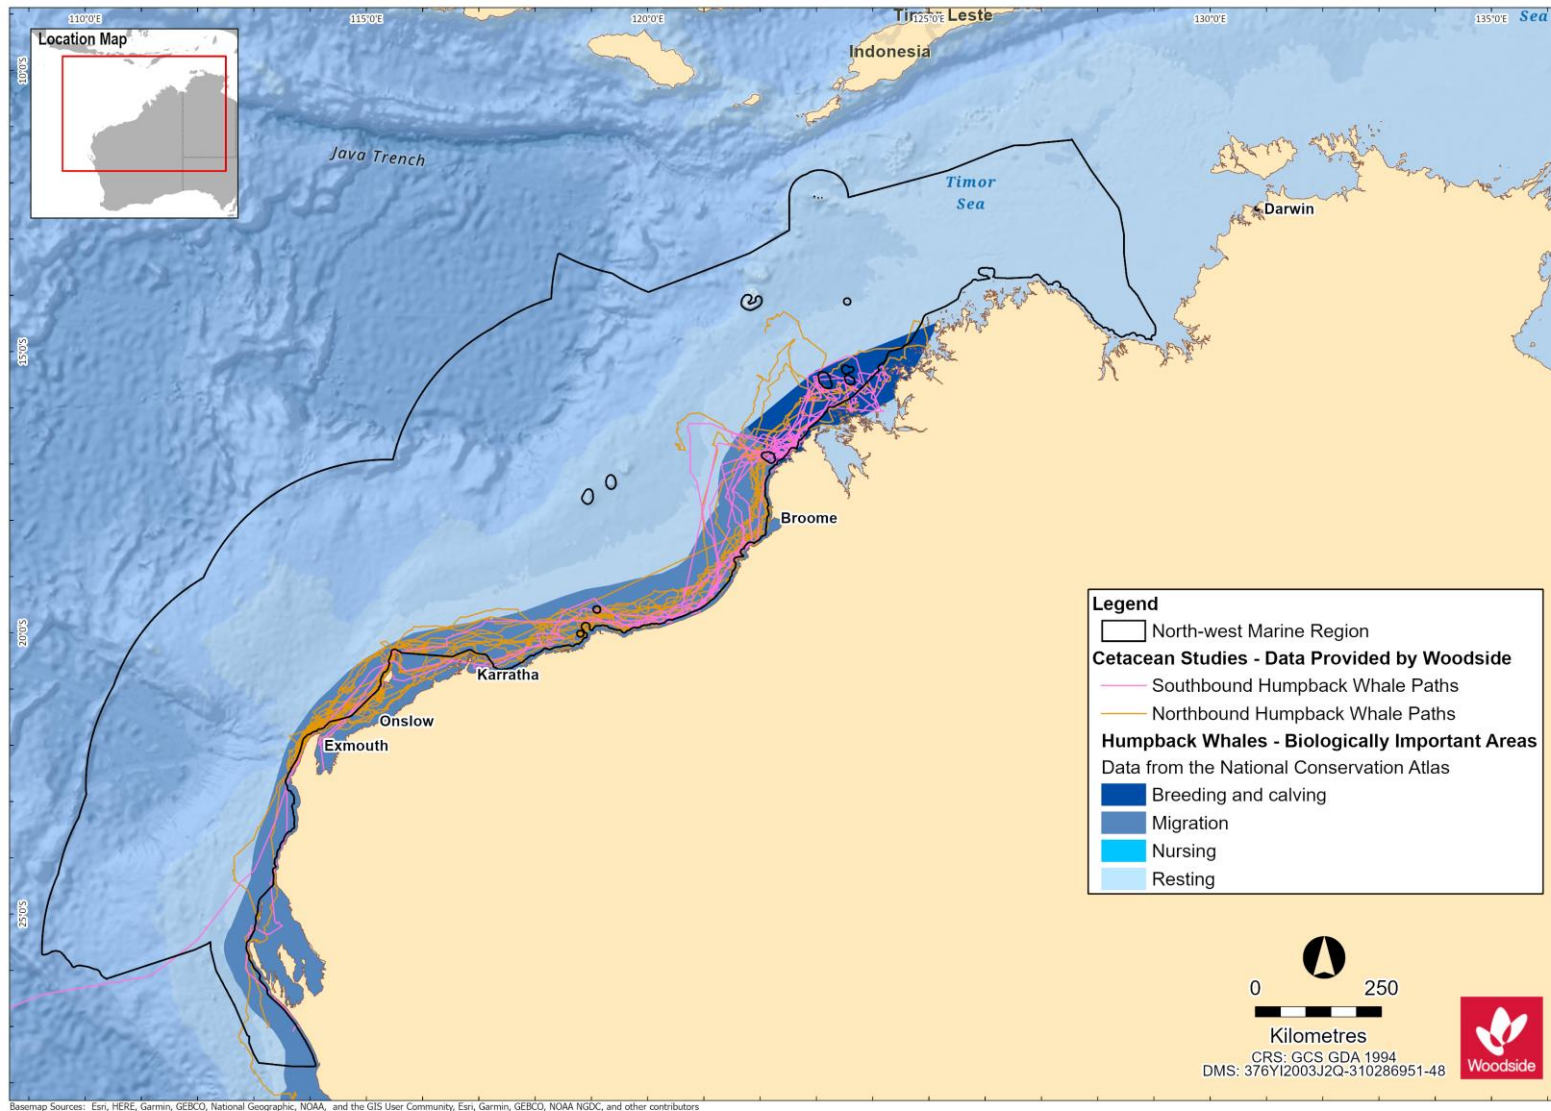 110°0'E
115°0'E
120°0'E
125°0'E
130°0'E
135°0'E
Timor Leste
Sea
Location Map
Indonesia
10°0'S
Java Trench
Timor
Sea
Darwin
15°0'S
Broome
20°0'S
Karratha
Onslow
Exmouth
25°0'S
Legend
North-west Marine Region
Cetacean Studies - Data Provided by Woodside
Southbound Humpback Whale Paths
Northbound Humpback Whale Paths
Humpback Whales - Biologically Important Areas
Data from the National Conservation Atlas
Breeding and calving
Migration
Nursing
Resting
0 250
Kilometres
CRS: GCS GDA 1994
DMS: 376YI2003J2Q-310286951-48
Woodside
Basemap Sources: Esri, HERE, Garmin, GEBCO, National Geographic, NOAA, and the GIS User Community, Esri, Garmin, GEBCO, NOAA NGDC, and other contributors